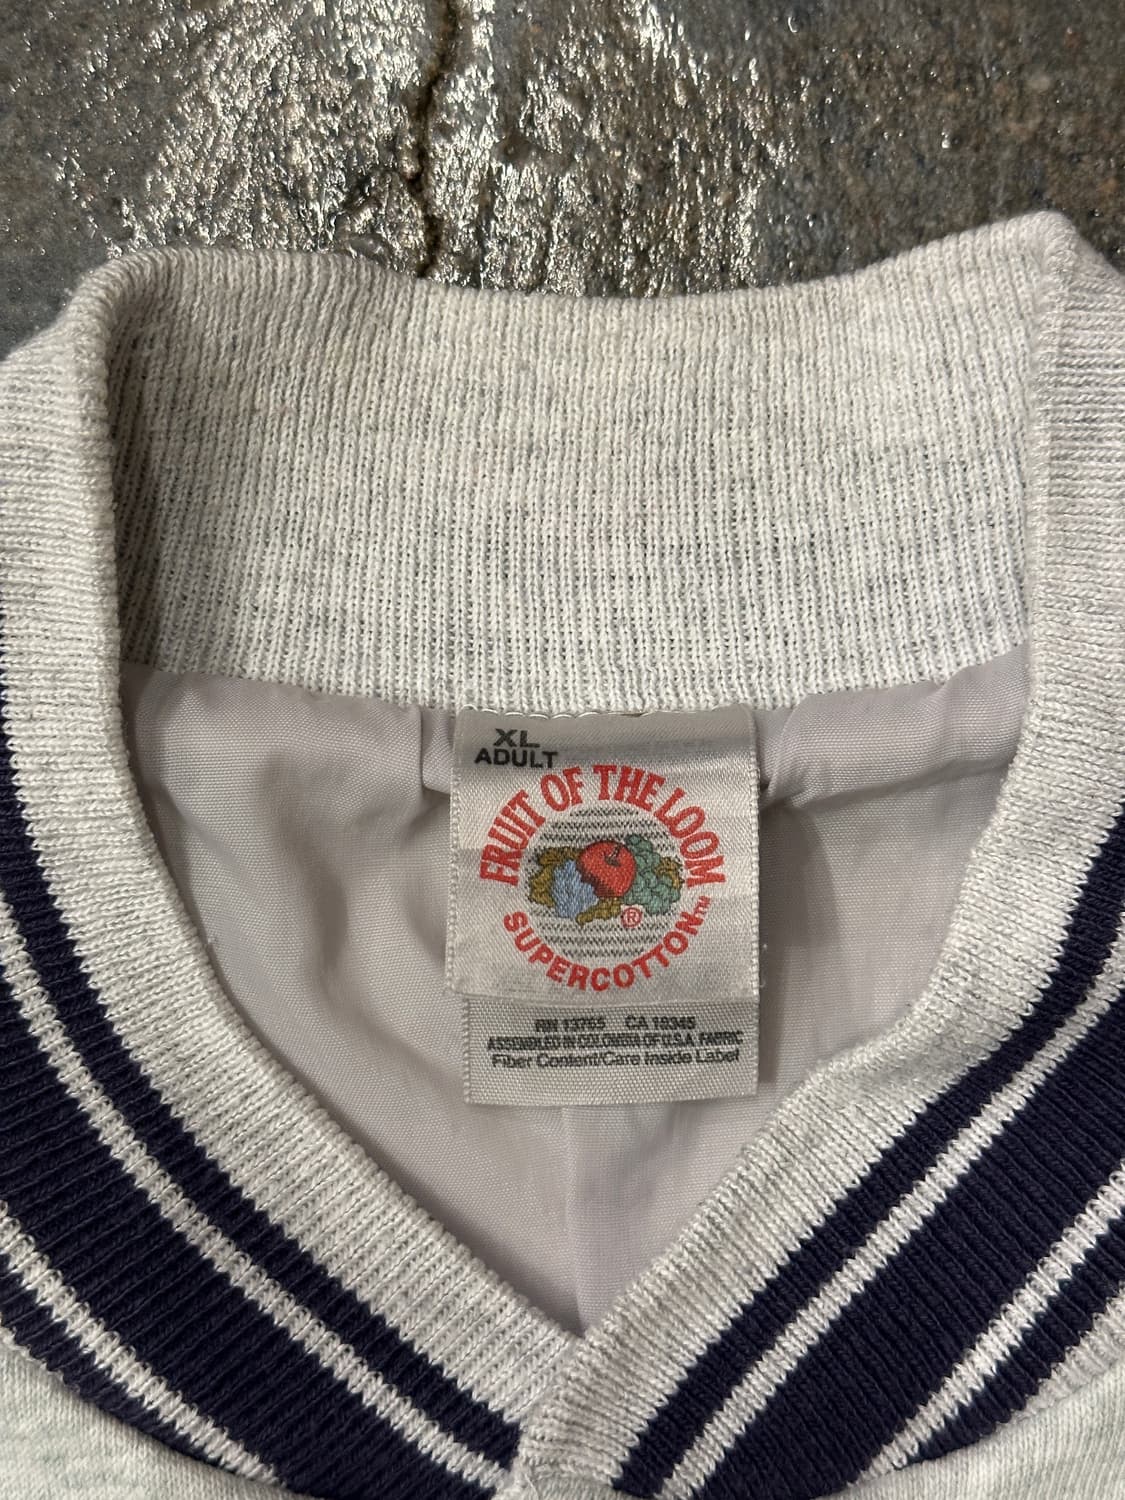 XL
ADULT
FRUIT OF THE LOOM
®
SUPERCOTTON™
RN 13765 CA 19345
ASSEMBLED IN COLOMBIA OF U.S.A. FABRIC
Fiber Content/Care Inside Label